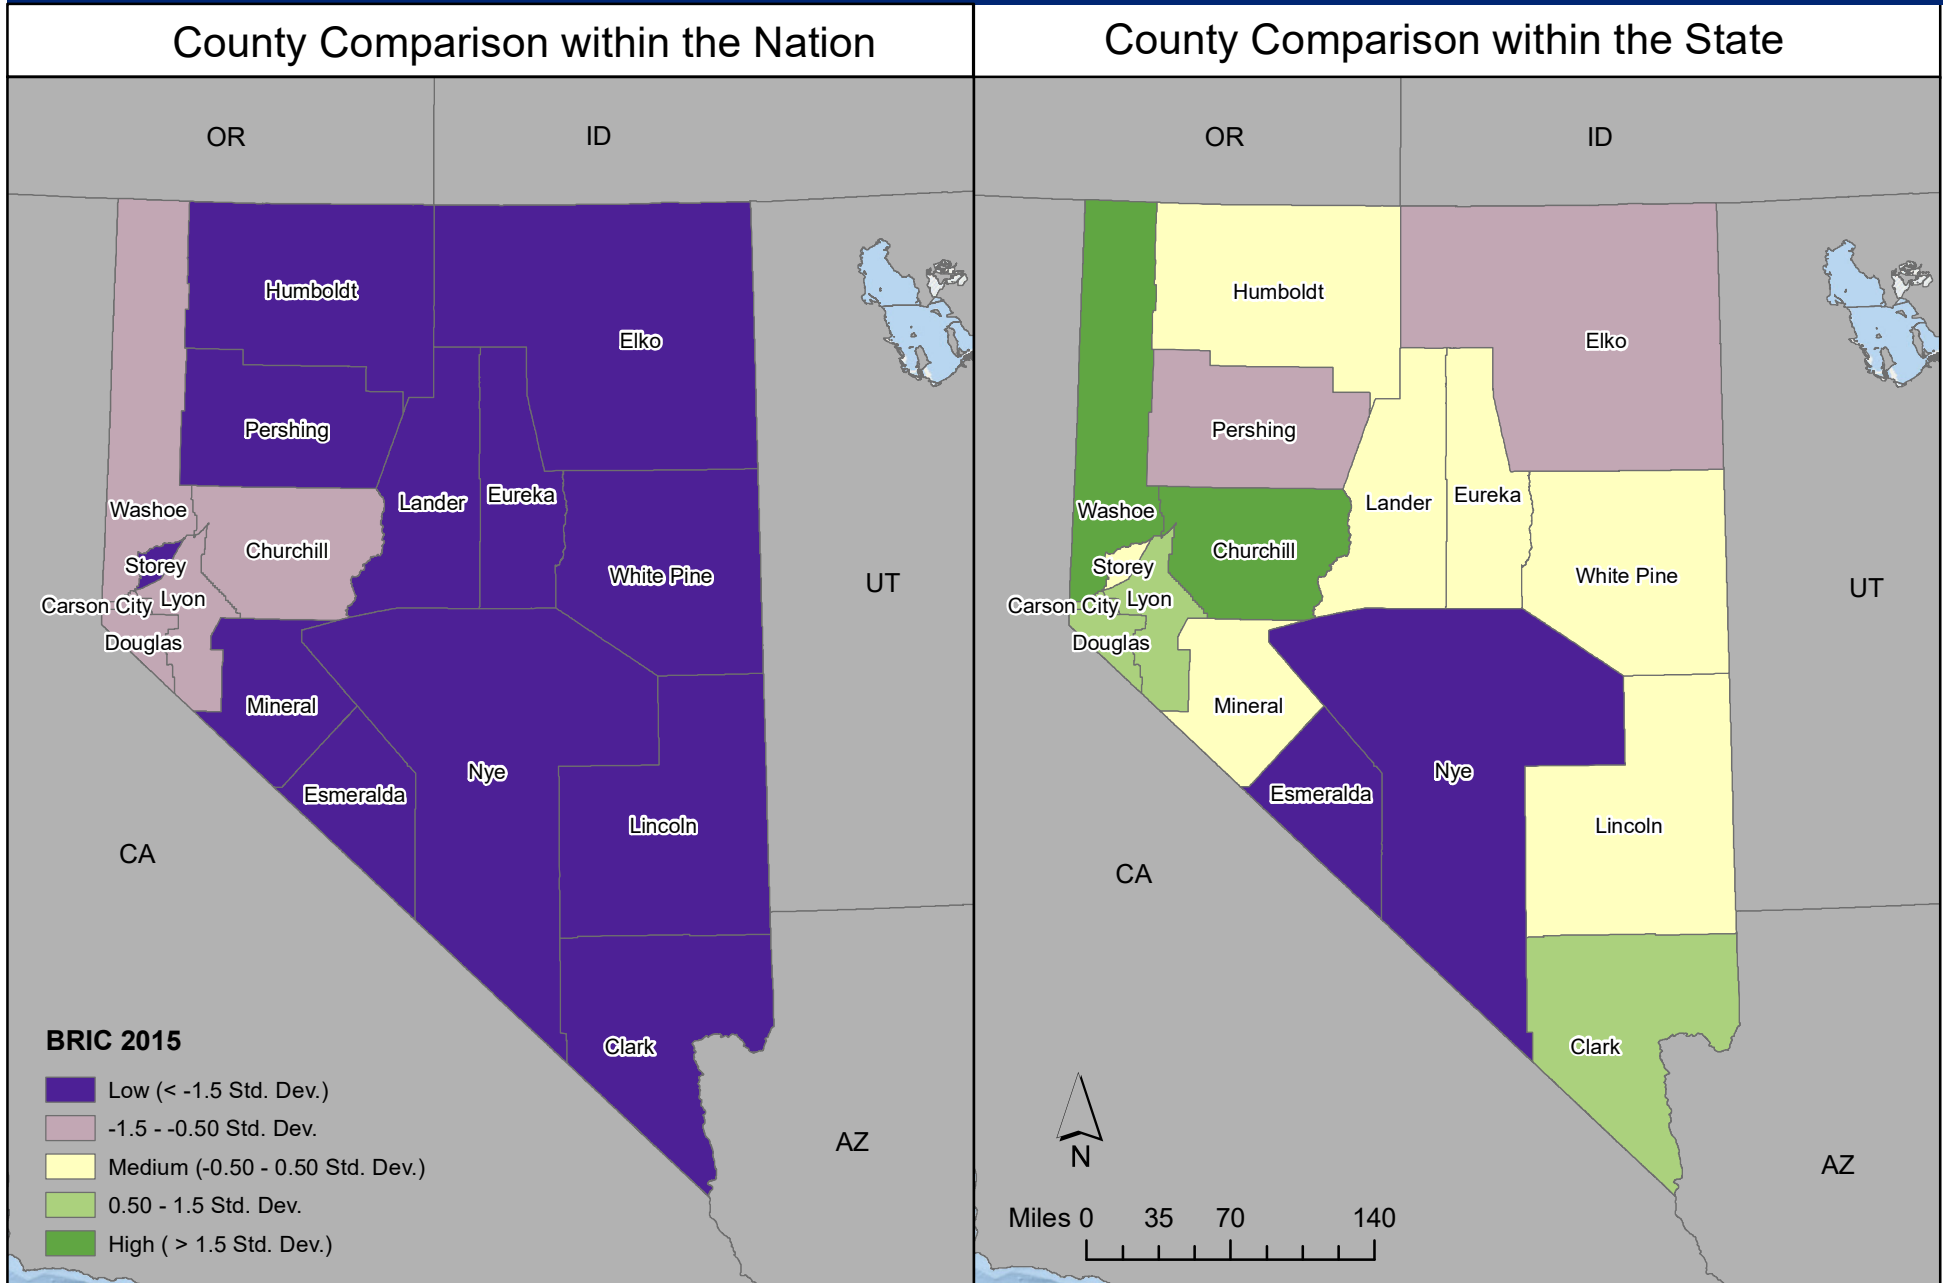 County Comparison within the Nation
OR
ID
Humboldt
Elko
Pershing
Lander
Eureka
Washoe
Churchill
Storey
White Pine
UT
Carson City
Lyon
Douglas
Mineral
Nye
Esmeralda
Lincoln
CA
Clark
AZ
BRIC 2015
Low (< -1.5 Std. Dev.)
-1.5 - -0.50 Std. Dev.
Medium (-0.50 - 0.50 Std. Dev.)
0.50 - 1.5 Std. Dev.
High ( > 1.5 Std. Dev.)
County Comparison within the State
OR
ID
Humboldt
Elko
Pershing
Lander
Eureka
Washoe
Churchill
Storey
White Pine
UT
Carson City
Lyon
Douglas
Mineral
Nye
Esmeralda
Lincoln
CA
Clark
AZ
N
Miles 0 35 70 140